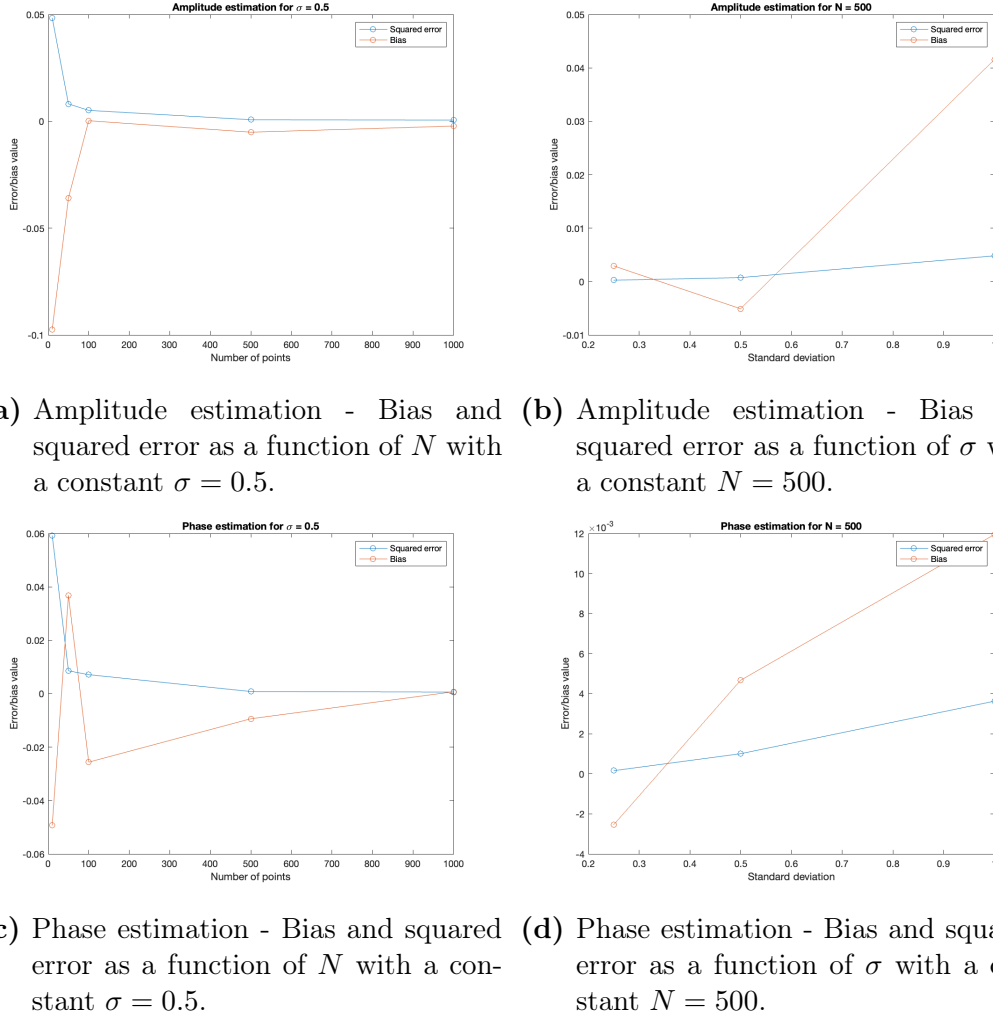 Amplitude estimation for σ = 0.5
Squared error
Bias
Error/bias value
0.05
0
-0.05
-0.1
0 100 200 300 400 500 600 700 800 900 1000
Number of points
Amplitude estimation for N = 500
Squared error
Bias
Error/bias value
0.05
0.04
0.03
0.02
0.01
0
-0.01
0.2 0.3 0.4 0.5 0.6 0.7 0.8 0.9
Standard deviation
a) Amplitude estimation - Bias and
squared error as a function of N with
a constant σ = 0.5.
(b) Amplitude estimation - Bias
squared error as a function of σ
a constant N = 500.
Phase estimation for σ = 0.5
Squared error
Bias
Error/bias value
0.06
0.04
0.02
0
-0.02
-0.04
-0.06
0 100 200 300 400 500 600 700 800 900 1000
Number of points
Phase estimation for N = 500
×10⁻³
Squared error
Bias
Error/bias value
12
10
8
6
4
2
0
-2
-4
0.2 0.3 0.4 0.5 0.6 0.7 0.8 0.9
Standard deviation
c) Phase estimation - Bias and squared
error as a function of N with a con-
stant σ = 0.5.
(d) Phase estimation - Bias and squa
error as a function of σ with a
stant N = 500.